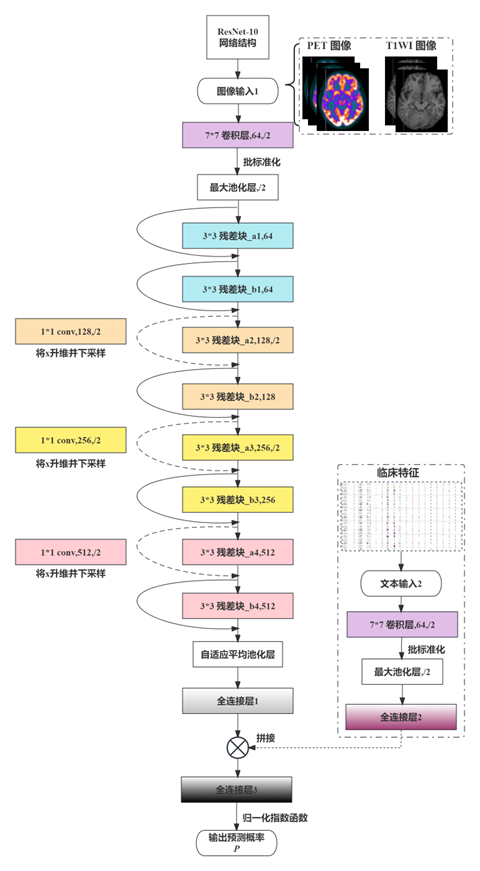 ResNet-10
网络结构
PET 图像
T1WI 图像
图像输入1
7*7 卷积层,64,/2
批标准化
最大池化层,/2
3*3 残差块_a1,64
3*3 残差块_b1,64
1*1 conv,128,/2
将x升维并下采样
3*3 残差块_a2,128,/2
3*3 残差块_b2,128
1*1 conv,256,/2
将x升维并下采样
3*3 残差块_a3,256,/2
3*3 残差块_b3,256
1*1 conv,512,/2
将x升维并下采样
3*3 残差块_a4,512
3*3 残差块_b4,512
自适应平均池化层
全连接层1
拼接
全连接层3
归一化指数函数
输出预测概率
P
临床特征
文本输入2
7*7 卷积层,64,/2
批标准化
最大池化层,/2
全连接层2